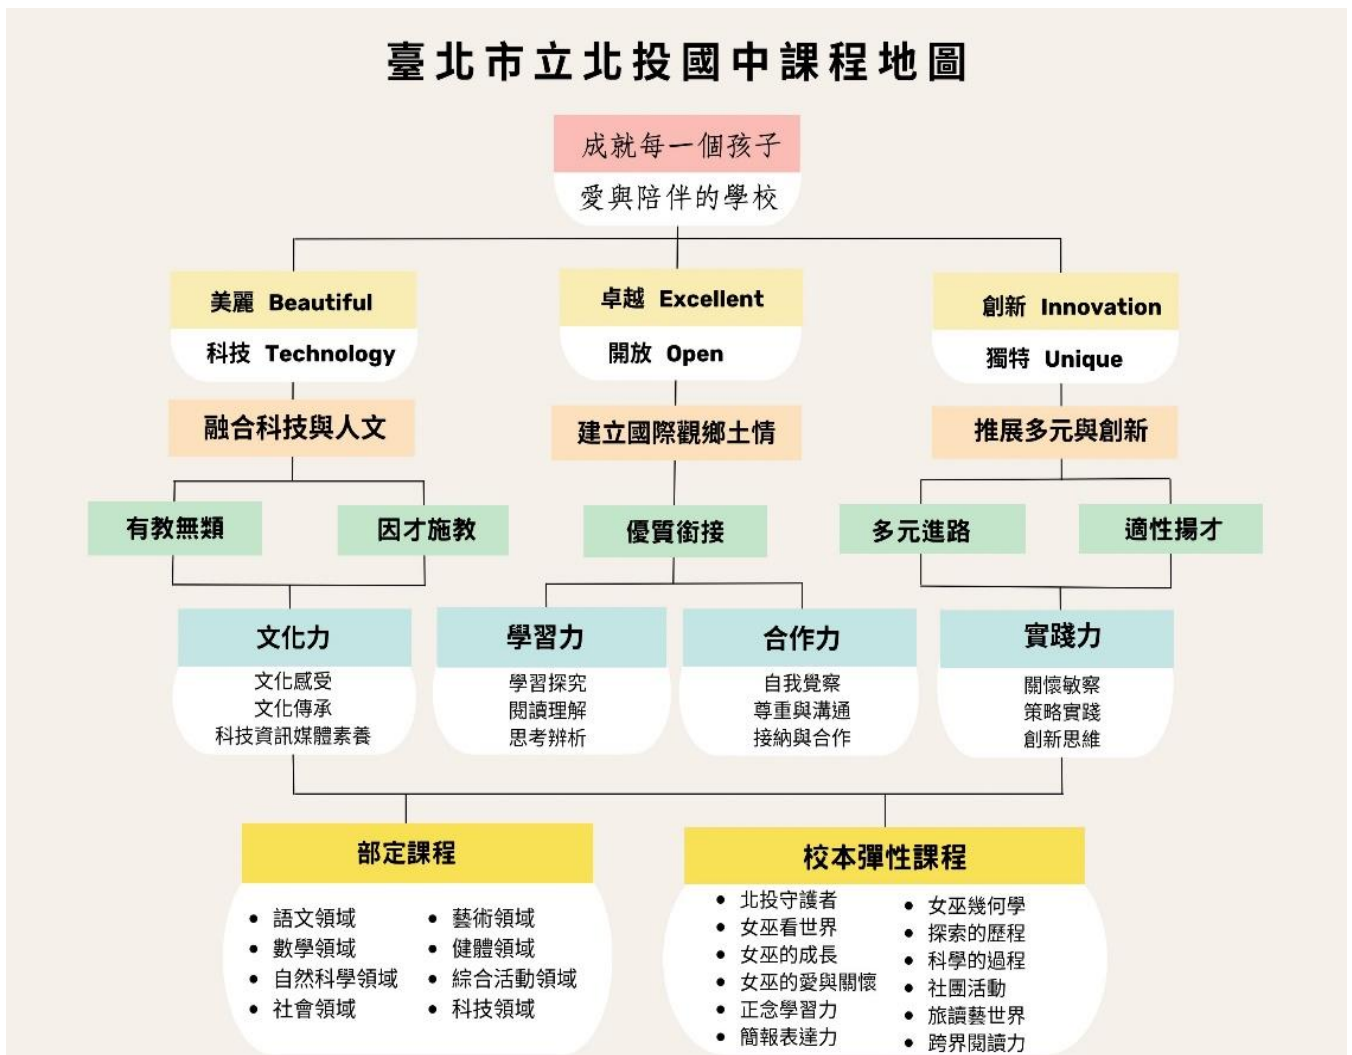 臺北市立北投國中課程地圖
成就每一個孩子
愛與陪伴的學校
美麗 Beautiful
科技 Technology
卓越 Excellent
開放 Open
創新 Innovation
獨特 Unique
融合科技與人文
建立國際觀鄉土情
推展多元與創新
有教無類
因才施教
優質銜接
多元進路
適性揚才
文化力
文化感受
文化傳承
科技資訊媒體素養
學習力
學習探究
閱讀理解
思考辨析
合作力
自我覺察
尊重與溝通
接納與合作
實踐力
關懷敏察
策略實踐
創新思維
部定課程
• 語文領域
• 數學領域
• 自然科學領域
• 社會領域
• 藝術領域
• 健體領域
• 綜合活動領域
• 科技領域
校本彈性課程
• 北投守護者
• 女巫看世界
• 女巫的成長
• 女巫的愛與關懷
• 正念學習力
• 簡報表達力
• 女巫幾何學
• 探索的歷程
• 科學的過程
• 社團活動
• 旅讀藝世界
• 跨界閱讀力